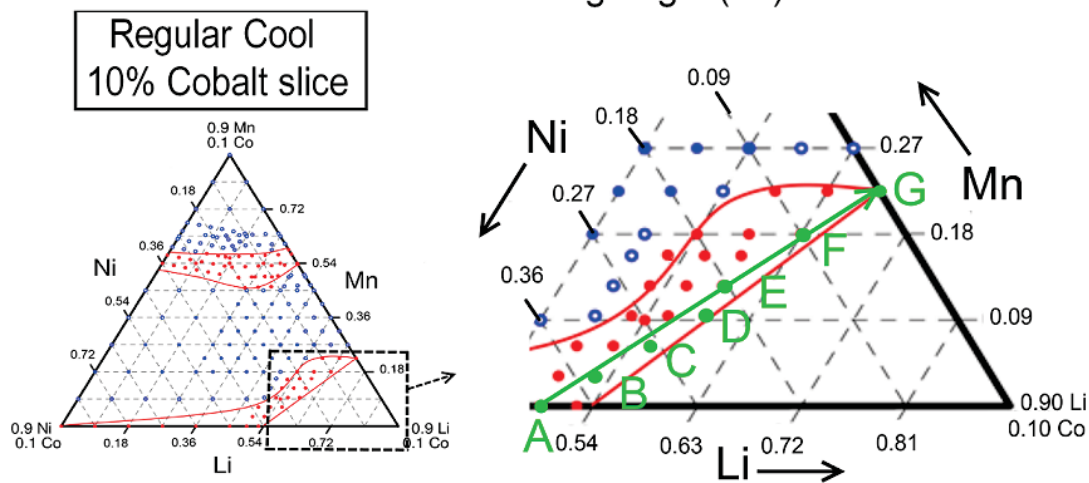 Regular Cool
10% Cobalt slice
0.9 Mn
0.1 Co
0.18
0.72
0.36
0.54
Ni
Mn
0.54
0.36
0.72
0.18
0.9 Ni
0.1 Co
0.18
0.36
0.54
0.72
0.9 Li
0.1 Co
Li
0.09
0.18
Ni
0.27
0.27
G
Mn
0.18
F
0.36
E
D
0.09
C
B
A
0.54
0.63
0.72
0.81
0.90 Li
0.10 Co
Li